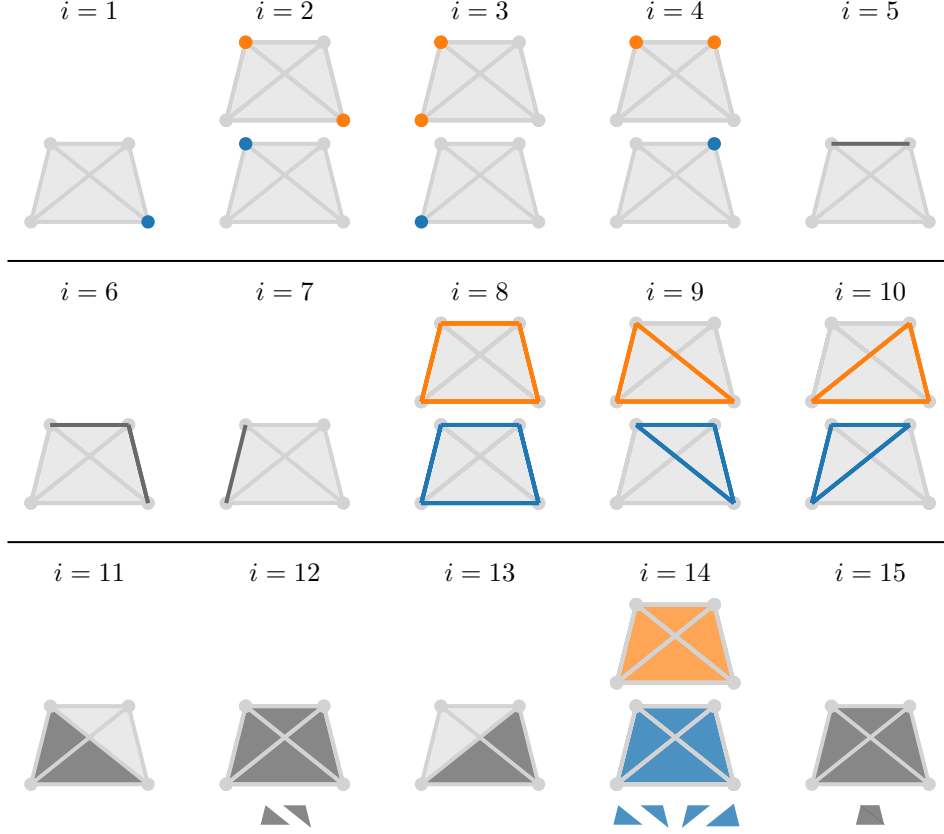 i = 1 i = 2 i = 3 i = 4 i = 5
i = 6 i = 7 i = 8 i = 9 i = 10
i = 11 i = 12 i = 13 i = 14 i = 15